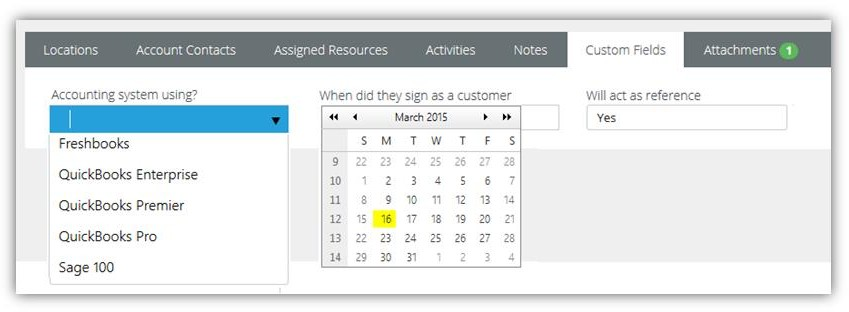 Locations Account Contacts Assigned Resources Activities Notes Custom Fields Attachments 1
Accounting system using?
Freshbooks
QuickBooks Enterprise
QuickBooks Premier
QuickBooks Pro
Sage 100
When did they sign as a customer
March 2015
S M T W T F S
9 22 23 24 25 26 27 28
10 1 2 3 4 5 6 7
11 8 9 10 11 12 13 14
12 15 16 17 18 19 20 21
13 22 23 24 25 26 27 28
14 29 30 31 1 2 3 4
Will act as reference
Yes